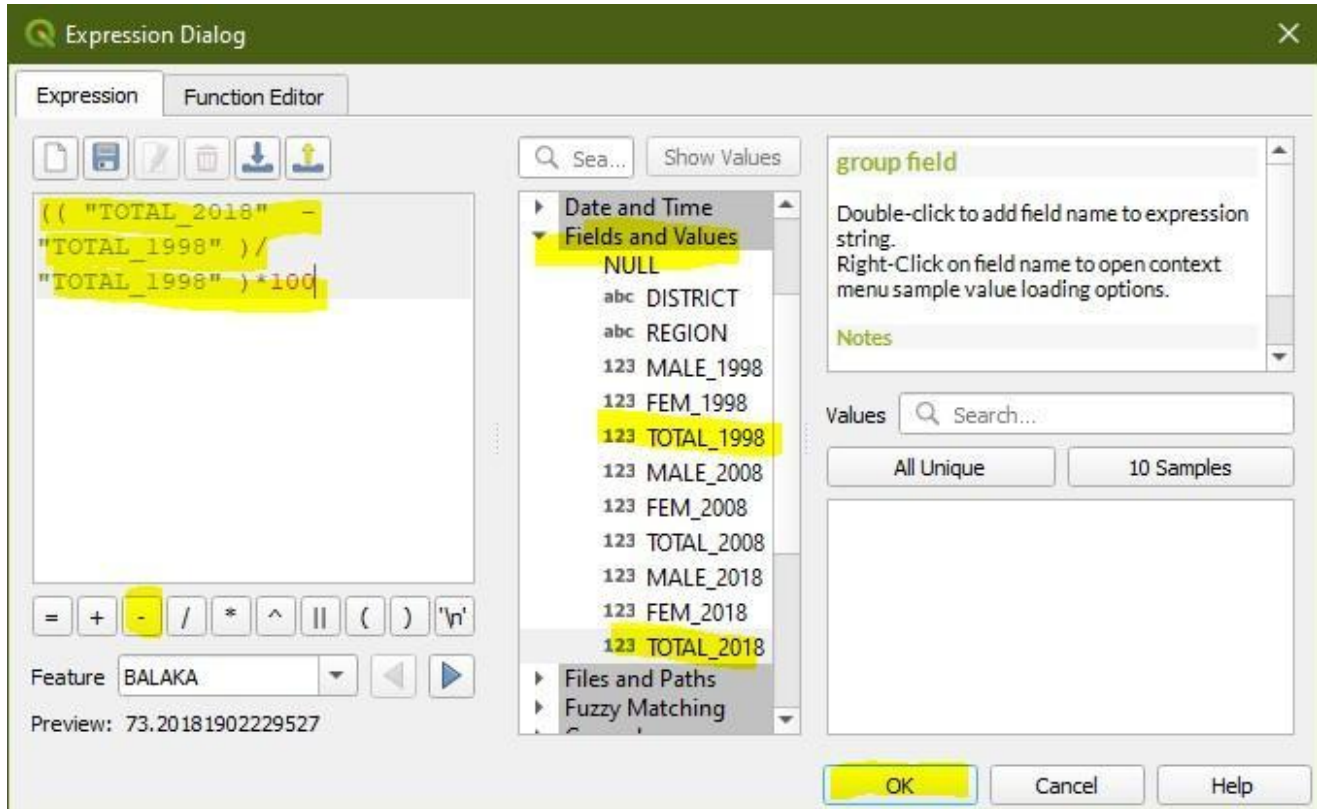 Expression Dialog
Expression Function Editor
Sea... Show Values
(( "TOTAL_2018" -
"TOTAL_1998" )/
"TOTAL_1998" )*100
= + - / * ^ || ( ) '\n'
Feature BALAKA
Preview: 73.20181902229527
Date and Time
Fields and Values
NULL
abc DISTRICT
abc REGION
123 MALE_1998
123 FEM_1998
123 TOTAL_1998
123 MALE_2008
123 FEM_2008
123 TOTAL_2008
123 MALE_2018
123 FEM_2018
123 TOTAL_2018
Files and Paths
Fuzzy Matching
group field
Double-click to add field name to expression
string.
Right-Click on field name to open context
menu sample value loading options.
Notes
Values Search...
All Unique 10 Samples
OK Cancel Help